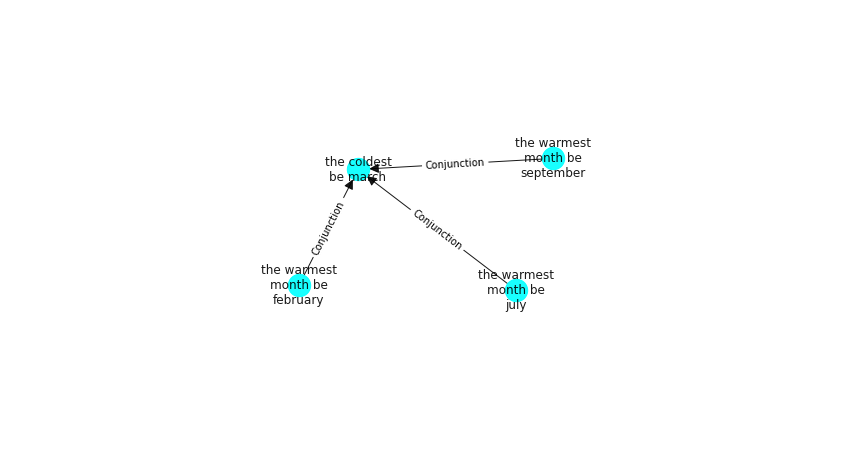 the warmest
month be
september
Conjunction
the coldest
be march
Conjunction
Conjunction
the warmest
month be
february
the warmest
month be
july